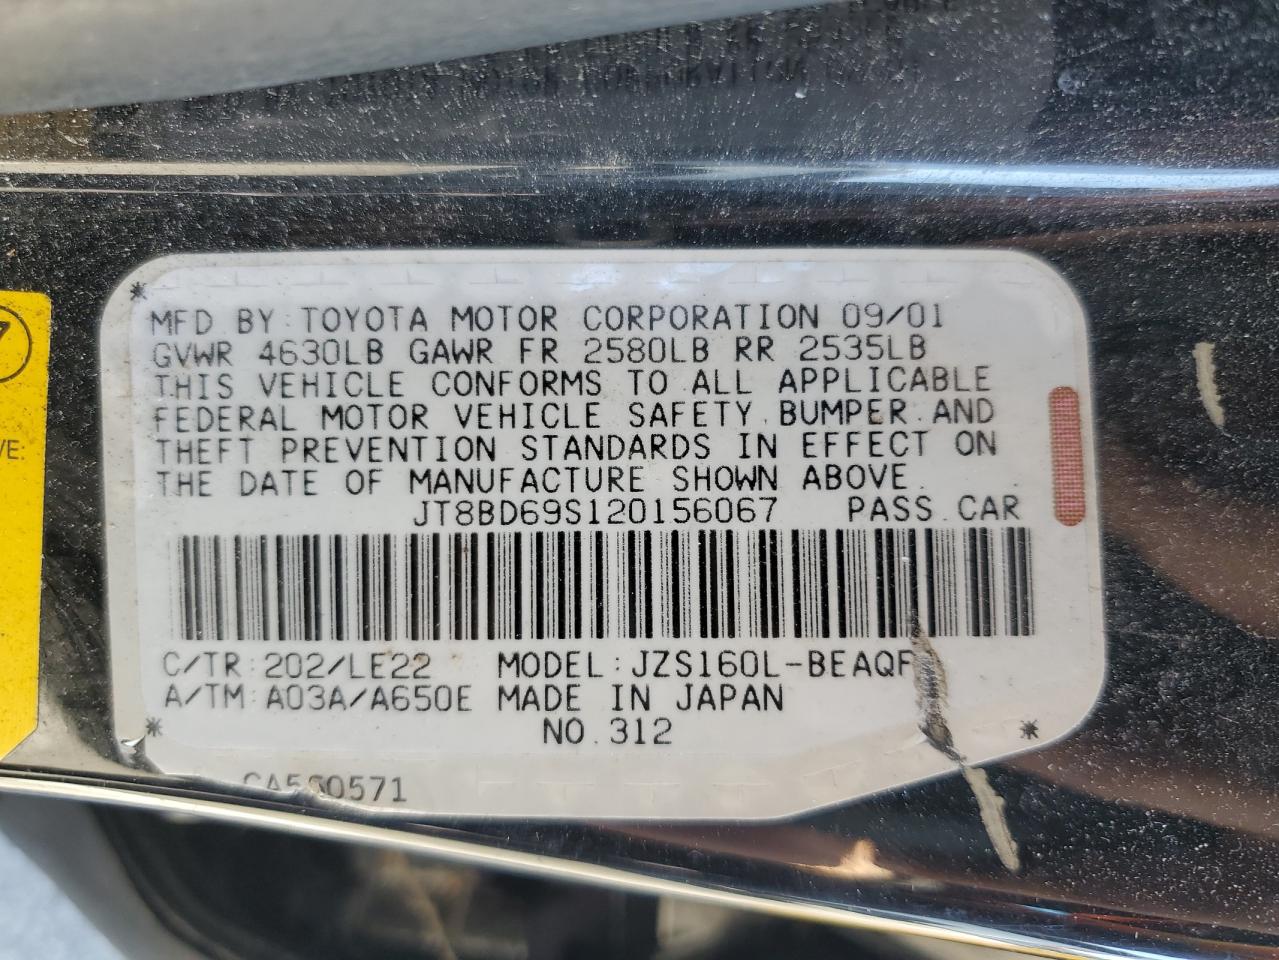 MFD. BY: TOYOTA MOTOR CORPORATION 09/01
GVWR 4630LB GAWR FR 2580LB RR 2535LB
THIS VEHICLE CONFORMS TO ALL APPLICABLE
FEDERAL MOTOR VEHICLE SAFETY, BUMPER, AND
THEFT PREVENTION STANDARDS IN EFFECT ON
THE DATE OF MANUFACTURE SHOWN ABOVE.
JT8BD69S120156067 PASS. CAR
C/TR: 202/LE22 MODEL: JZS160L-BEAQF
A/TM: A03A/A650E MADE IN JAPAN
* NO. 312 *
7
VE: